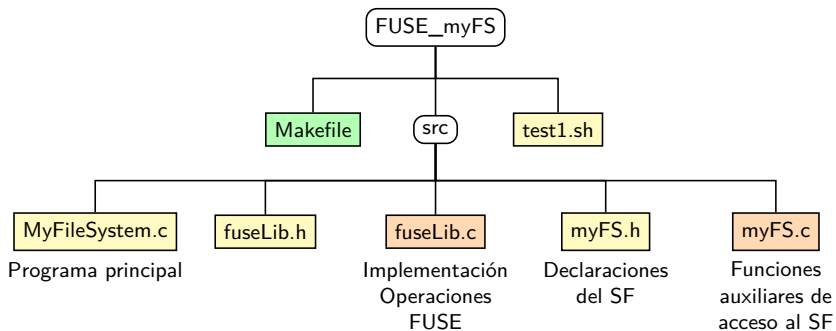 FUSE_myFS
Makefile
src
test1.sh
MyFileSystem.c
fuseLib.h
fuseLib.c
myFS.h
myFS.c
Programa principal
Implementación
Operaciones
FUSE
Declaraciones
del SF
Funciones
auxiliares de
acceso al SF